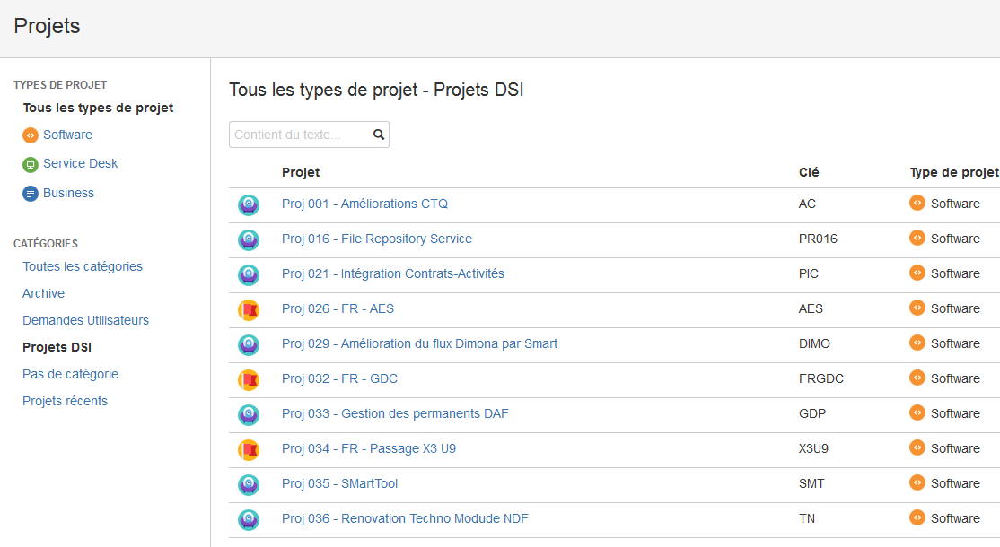 Projets
TYPES DE PROJET
Tous les types de projet
Software
Service Desk
Business
CATÉGORIES
Toutes les catégories
Archive
Demandes Utilisateurs
Projets DSI
Pas de catégorie
Projets récents
Tous les types de projet - Projets DSI
Contient du texte...
Projet Clé Type de projet
Proj 001 - Améliorations CTQ AC Software
Proj 016 - File Repository Service PR016 Software
Proj 021 - Intégration Contrats-Activités PIC Software
Proj 026 - FR - AES AES Software
Proj 029 - Amélioration du flux Dimona par Smart DIMO Software
Proj 032 - FR - GDC FRGDC Software
Proj 033 - Gestion des permanents DAF GDP Software
Proj 034 - FR - Passage X3 U9 X3U9 Software
Proj 035 - SMartTool SMT Software
Proj 036 - Renovation Techno Modude NDF TN Software